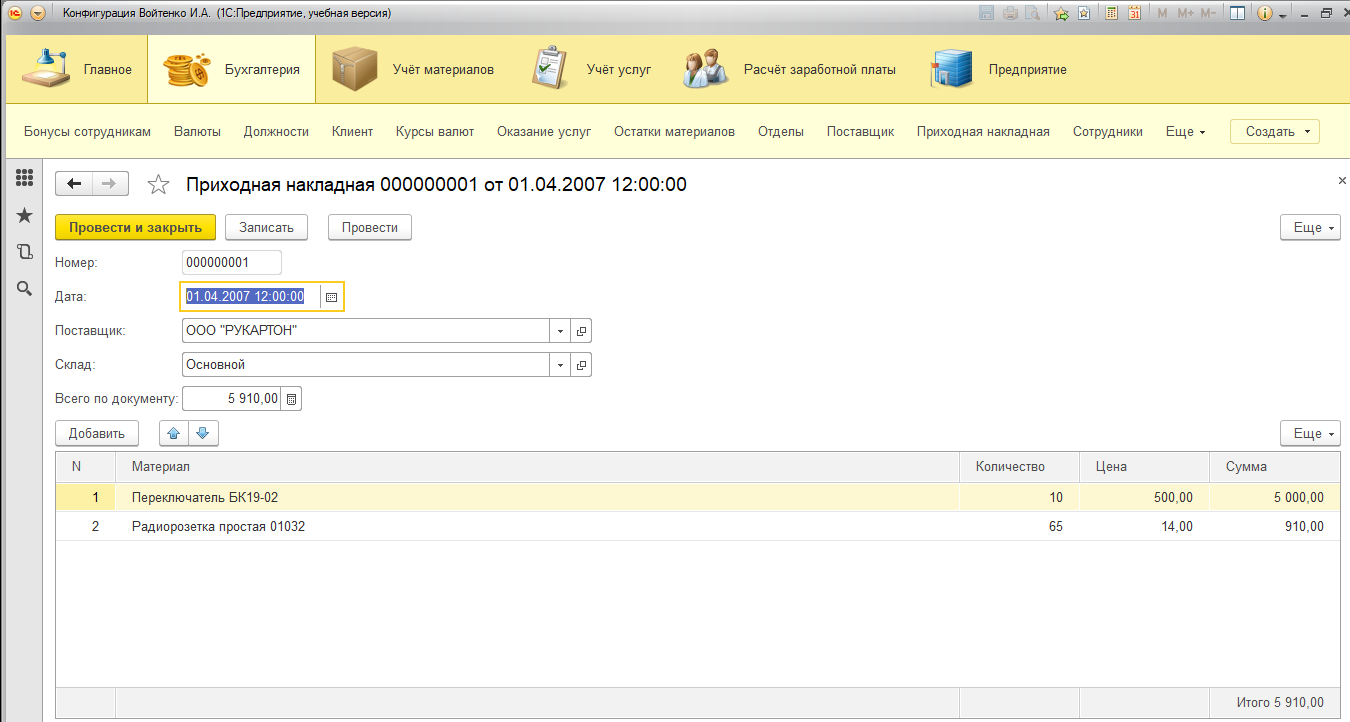 Конфигурация Войтенко И.А. (1С:Предприятие, учебная версия)
M M+ M-
Главное Бухгалтерия Учёт материалов Учёт услуг Расчёт заработной платы Предприятие
Бонусы сотрудникам Валюты Должности Клиент Курсы валют Оказание услуг Остатки материалов Отделы Поставщик Приходная накладная Сотрудники Еще Создать
Приходная накладная 000000001 от 01.04.2007 12:00:00
Провести и закрыть Записать Провести Еще
Номер: 000000001
Дата: 01.04.2007 12:00:00
Поставщик: ООО "РУКАРТОН"
Склад: Основной
Всего по документу: 5 910,00
Добавить Еще
N Материал Количество Цена Сумма
1 Переключатель БК19-02 10 500,00 5 000,00
2 Радиорозетка простая 01032 65 14,00 910,00
Итого 5 910,00